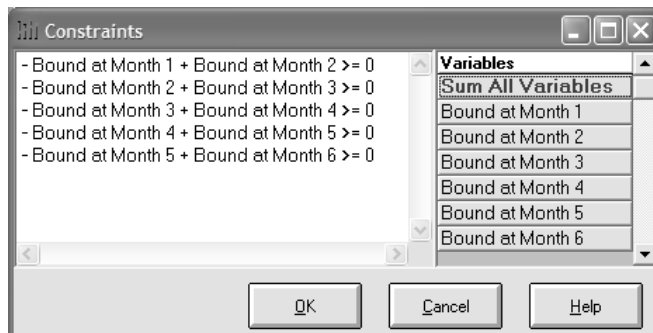 Constraints
- Bound at Month 1 + Bound at Month 2 >= 0
- Bound at Month 2 + Bound at Month 3 >= 0
- Bound at Month 3 + Bound at Month 4 >= 0
- Bound at Month 4 + Bound at Month 5 >= 0
- Bound at Month 5 + Bound at Month 6 >= 0
Variables
Sum All Variables
Bound at Month 1
Bound at Month 2
Bound at Month 3
Bound at Month 4
Bound at Month 5
Bound at Month 6
OK
Cancel
Help